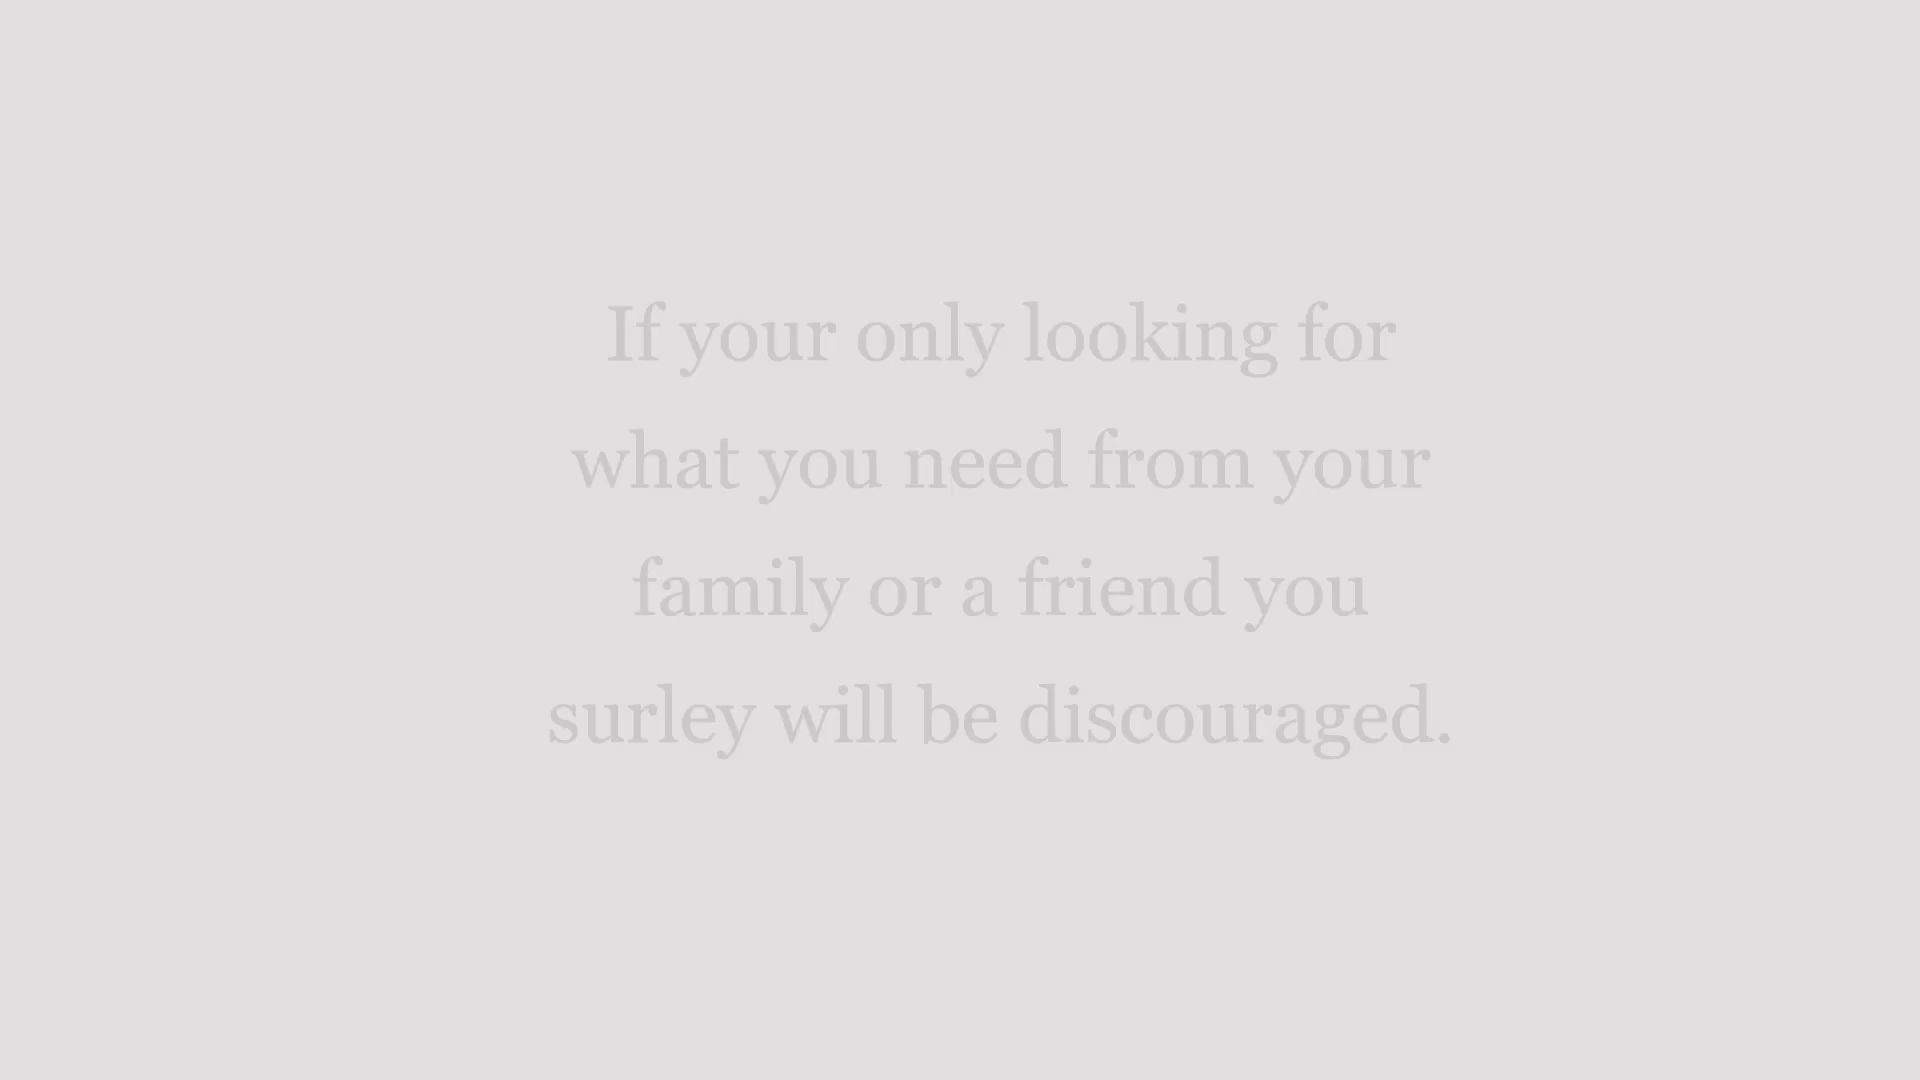 If your only looking for
what you need from your
family or a friend you
surley will be discouraged.